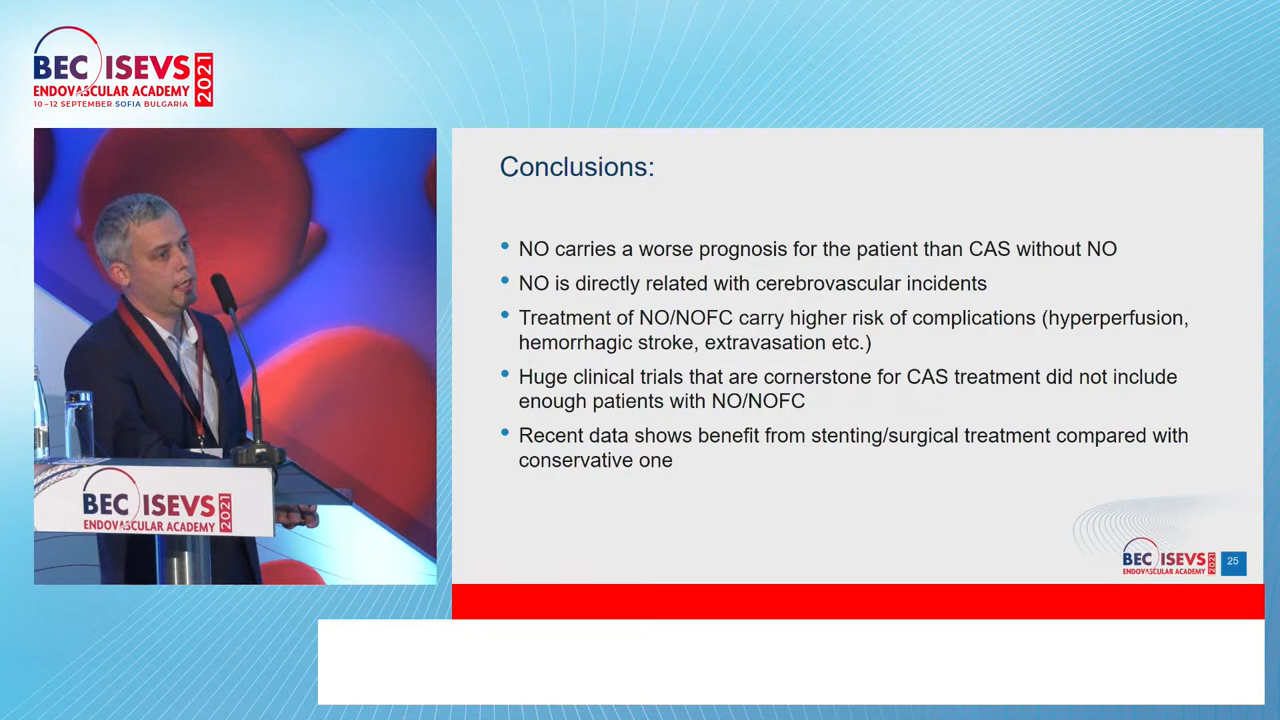 BEC ISEVS 2021
ENDOVASCULAR ACADEMY
10–12 SEPTEMBER SOFIA BULGARIA
Conclusions:
• NO carries a worse prognosis for the patient than CAS without NO
• NO is directly related with cerebrovascular incidents
• Treatment of NO/NOFC carry higher risk of complications (hyperperfusion,
hemorrhagic stroke, extravasation etc.)
• Huge clinical trials that are cornerstone for CAS treatment did not include
enough patients with NO/NOFC
• Recent data shows benefit from stenting/surgical treatment compared with
conservative one
BEC ISEVS 2021
ENDOVASCULAR ACADEMY
25
BEC ISEVS 2021
ENDOVASCULAR ACADEMY